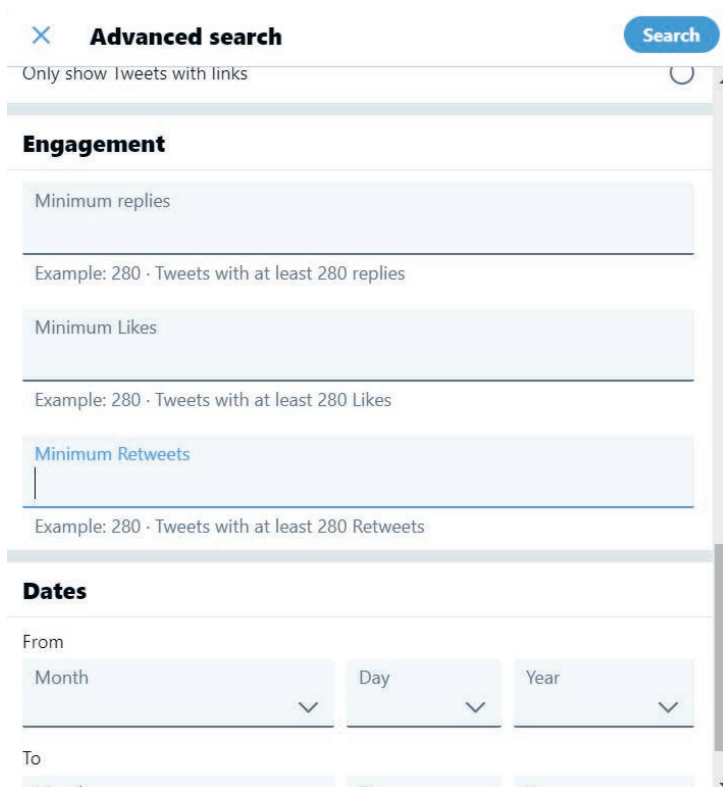 Advanced search
Search
Only show Tweets with links
Engagement
Minimum replies
Example: 280 · Tweets with at least 280 replies
Minimum Likes
Example: 280 · Tweets with at least 280 Likes
Minimum Retweets
Example: 280 · Tweets with at least 280 Retweets
Dates
From
Month Day Year
To